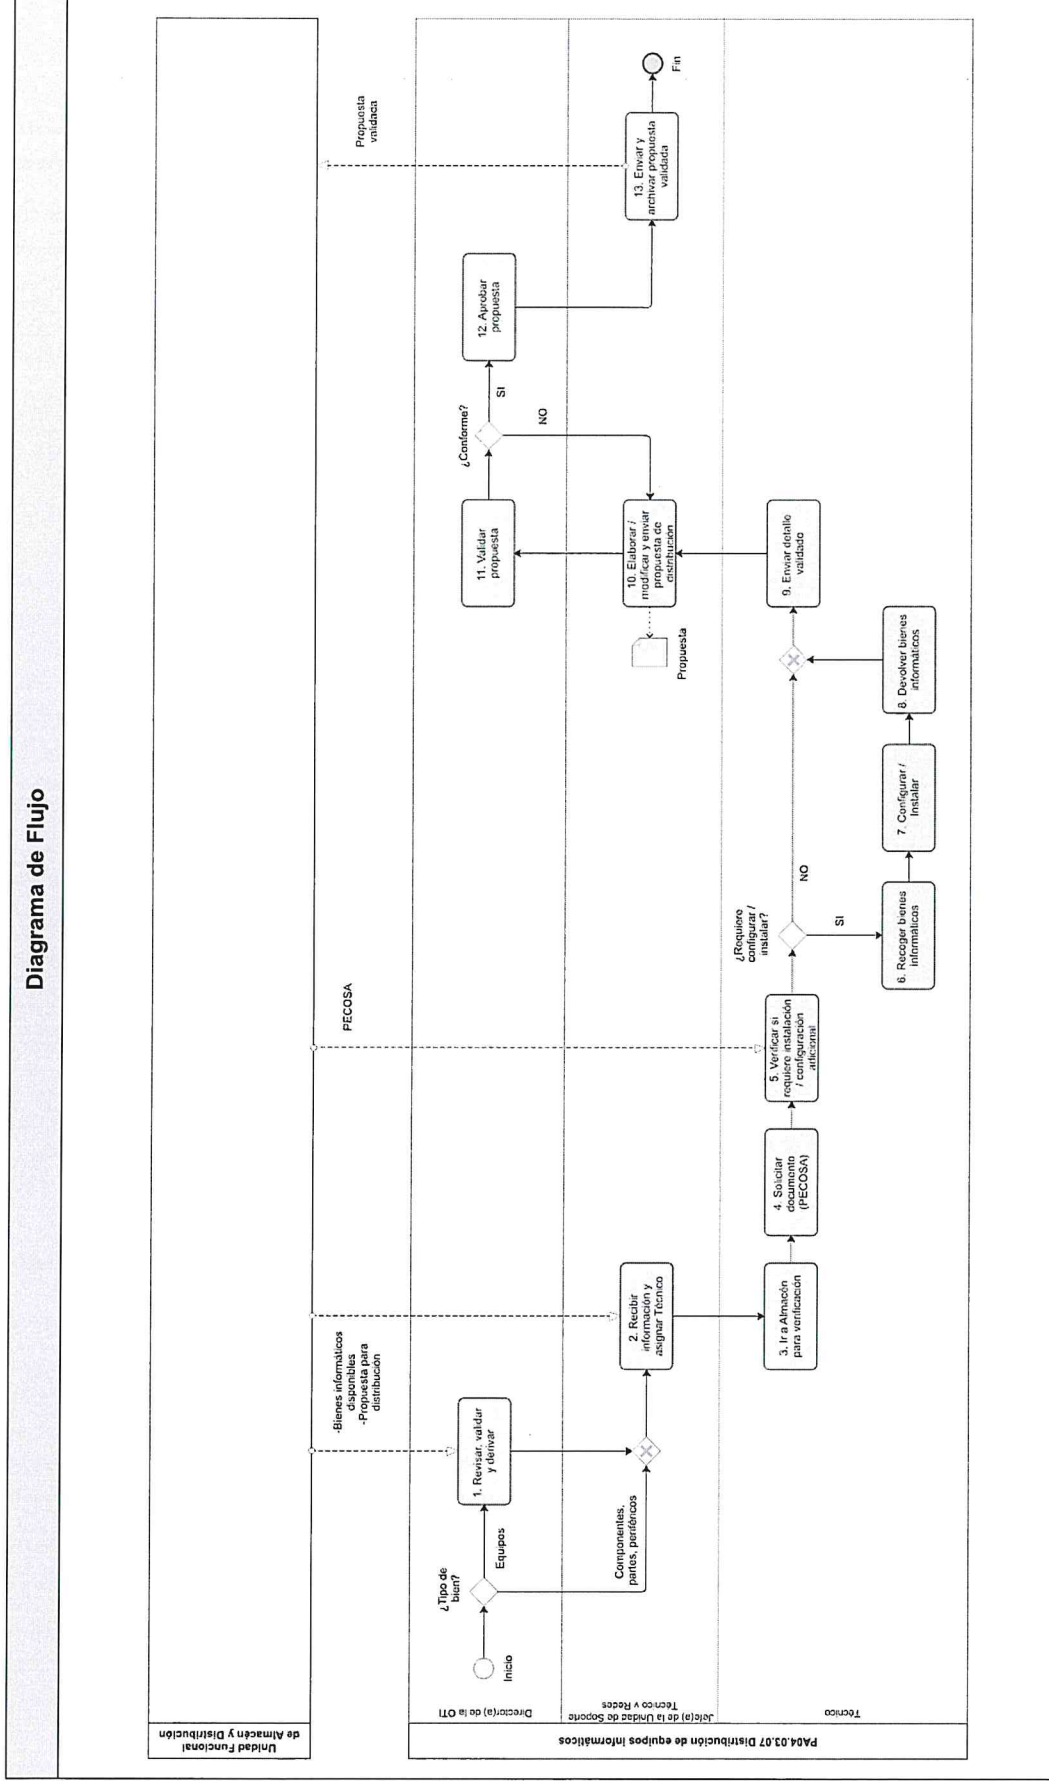 Diagrama de Flujo
Unidad Funcional
de Almacén y Distribución
PA04.03.07 Distribución de equipos informáticos
Director(a) de la OTI
Jefe(a) de la Unidad de Soporte
Técnico y Redes
Técnico
Inicio
¿Tipo de
bien?
Equipos
Componentes,
partes, periféricos
-Bienes informáticos
disponibles
-Propuesta para
distribución
1. Revisar, validar
y derivar
2. Recibir
información y
asignar Técnico
3. Ir a Almacén
para verificación
4. Solicitar
documento
(PECOSA)
PECOSA
5. Verificar si
requiere instalación
/ configuración
adicional
¿Requiere
configurar /
instalar?
NO
SI
6. Recoger bienes
informáticos
7. Configurar /
Instalar
8. Devolver bienes
informáticos
9. Enviar detalle
validado
10. Elaborar /
modificar y enviar
propuesta de
distribución
Propuesta
11. Validar
propuesta
¿Conforme?
SI
NO
12. Aprobar
propuesta
13. Enviar y
archivar propuesta
validada
Propuesta
validada
Fin